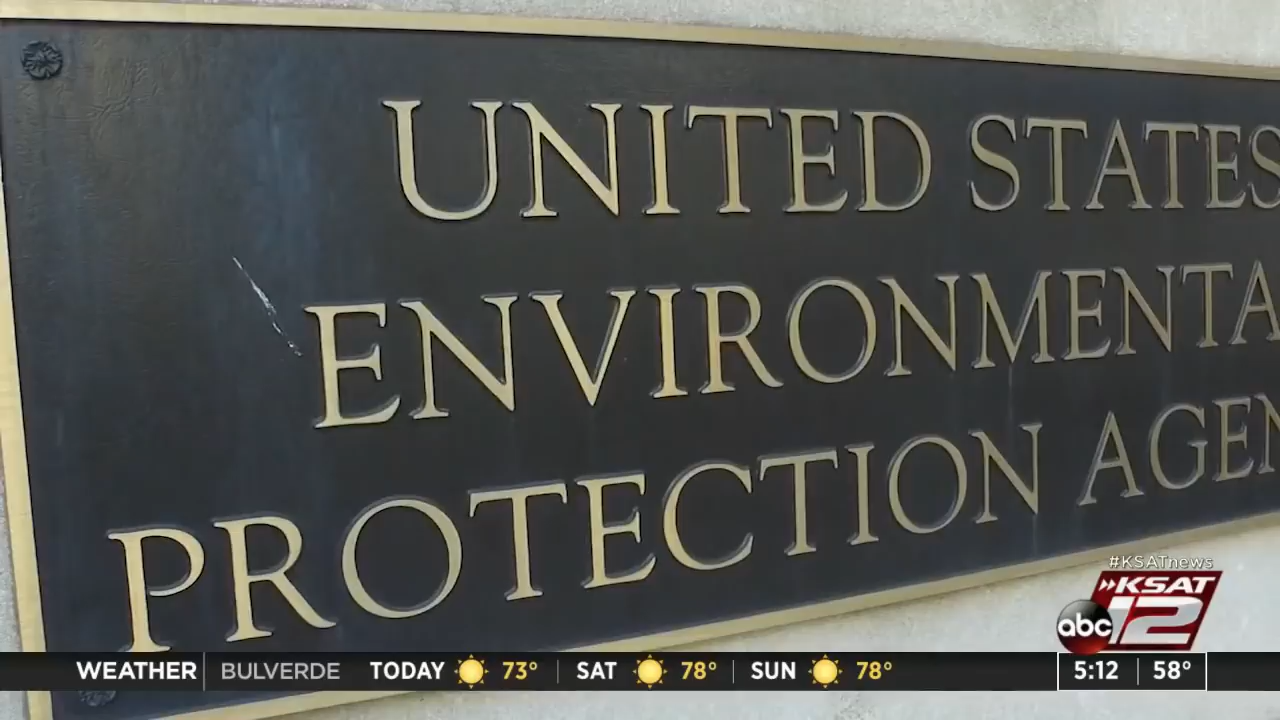 UNITED STATES
ENVIRONMENTA
PROTECTION AGEN
#KSATnews
KSAT
abc 12
WEATHER BULVERDE TODAY 73° SAT 78° SUN 78° 5:12 58°